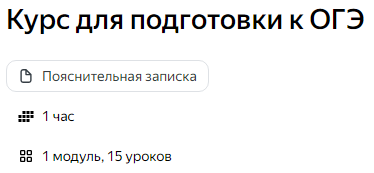 Курс для подготовки к ОГЭ
Пояснительная записка
1 час
1 модуль, 15 уроков